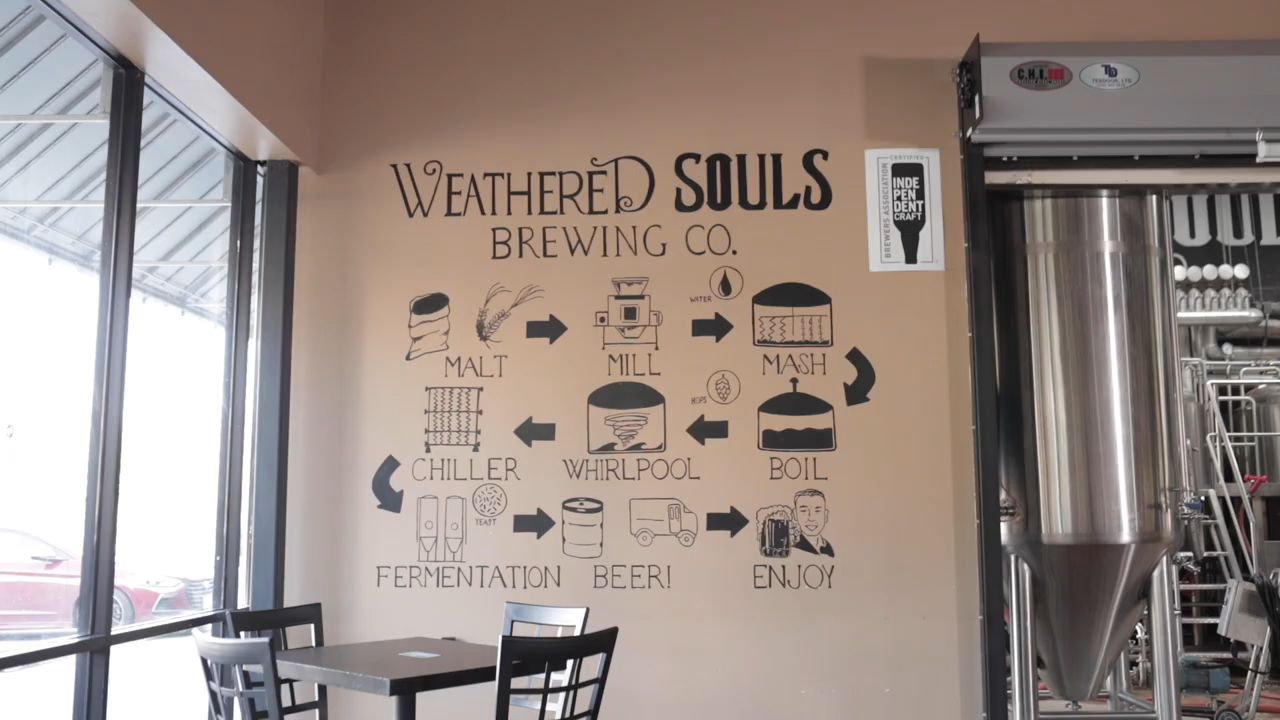 WEATHERED SOULS
BREWING CO.
WATER
MALT
MILL
MASH
HOPS
CHILLER
WHIRLPOOL
BOIL
YEAST
FERMENTATION
BEER!
ENJOY
CERTIFIED
BREWERS ASSOCIATION
INDE
PEN
DENT
CRAFT
C.H.I.